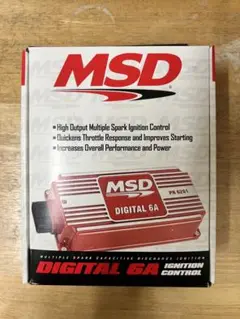 MSD
• High Output Multiple Spark Ignition Control
• Quickens Throttle Response and Improves Starting
• Increases Overall Performance and Power
MSD
PN 6201
DIGITAL 6A
MULTIPLE SPARK CAPACITIVE DISCHARGE IGNITION
DIGITAL 6A IGNITION CONTROL